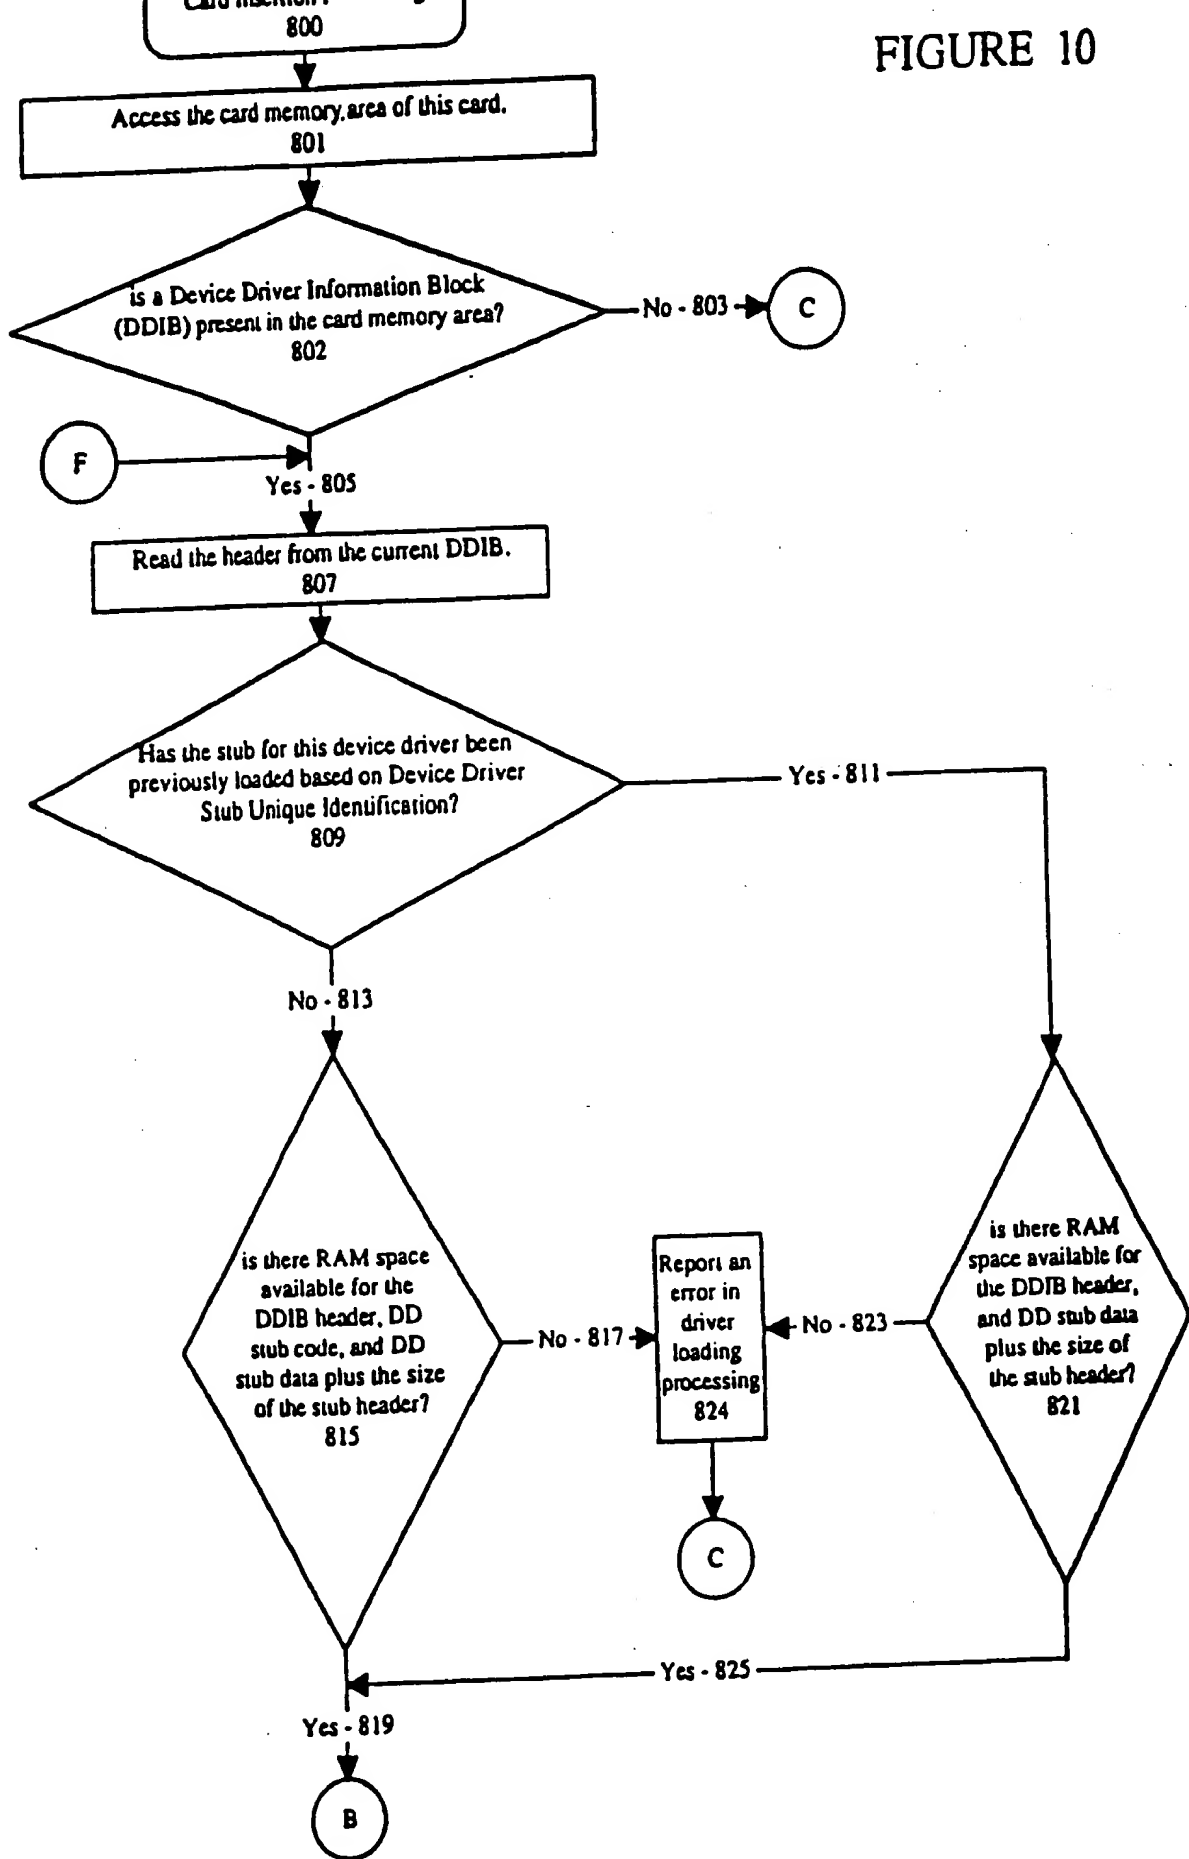 Card Insertion
800
FIGURE 10
Access the card memory area of this card.
801
is a Device Driver Information Block
(DDIB) present in the card memory area?
802
No - 803
C
F
Yes - 805
Read the header from the current DDIB.
807
Has the stub for this device driver been
previously loaded based on Device Driver
Stub Unique Identification?
809
Yes - 811
No - 813
is there RAM space
available for the
DDIB header, DD
stub code, and DD
stub data plus the size
of the stub header?
815
No - 817
Report an
error in
driver
loading
processing
824
No - 823
is there RAM
space available for
the DDIB header,
and DD stub data
plus the size of
the stub header?
821
C
Yes - 825
Yes - 819
B